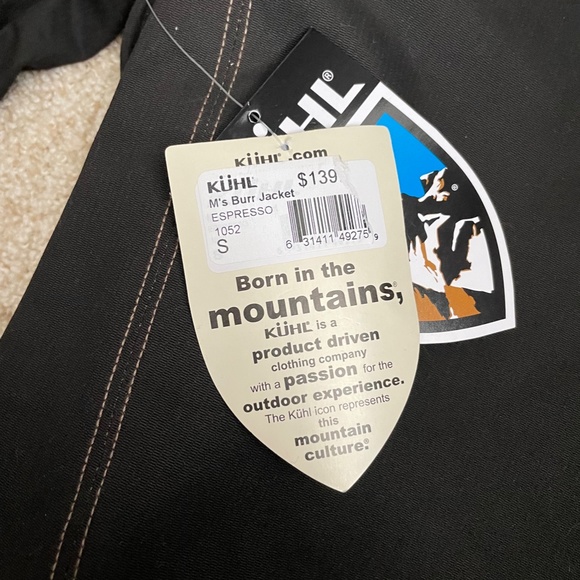 KÜHL®
KÜHL.com
KÜHL $139
M's Burr Jacket
ESPRESSO
1052
S
6 31411 49275 9
Born in the
mountains,®
KÜHL® is a
product driven
clothing company
with a passion for the
outdoor experience.
The Kühl icon represents
this
mountain
culture.®
®